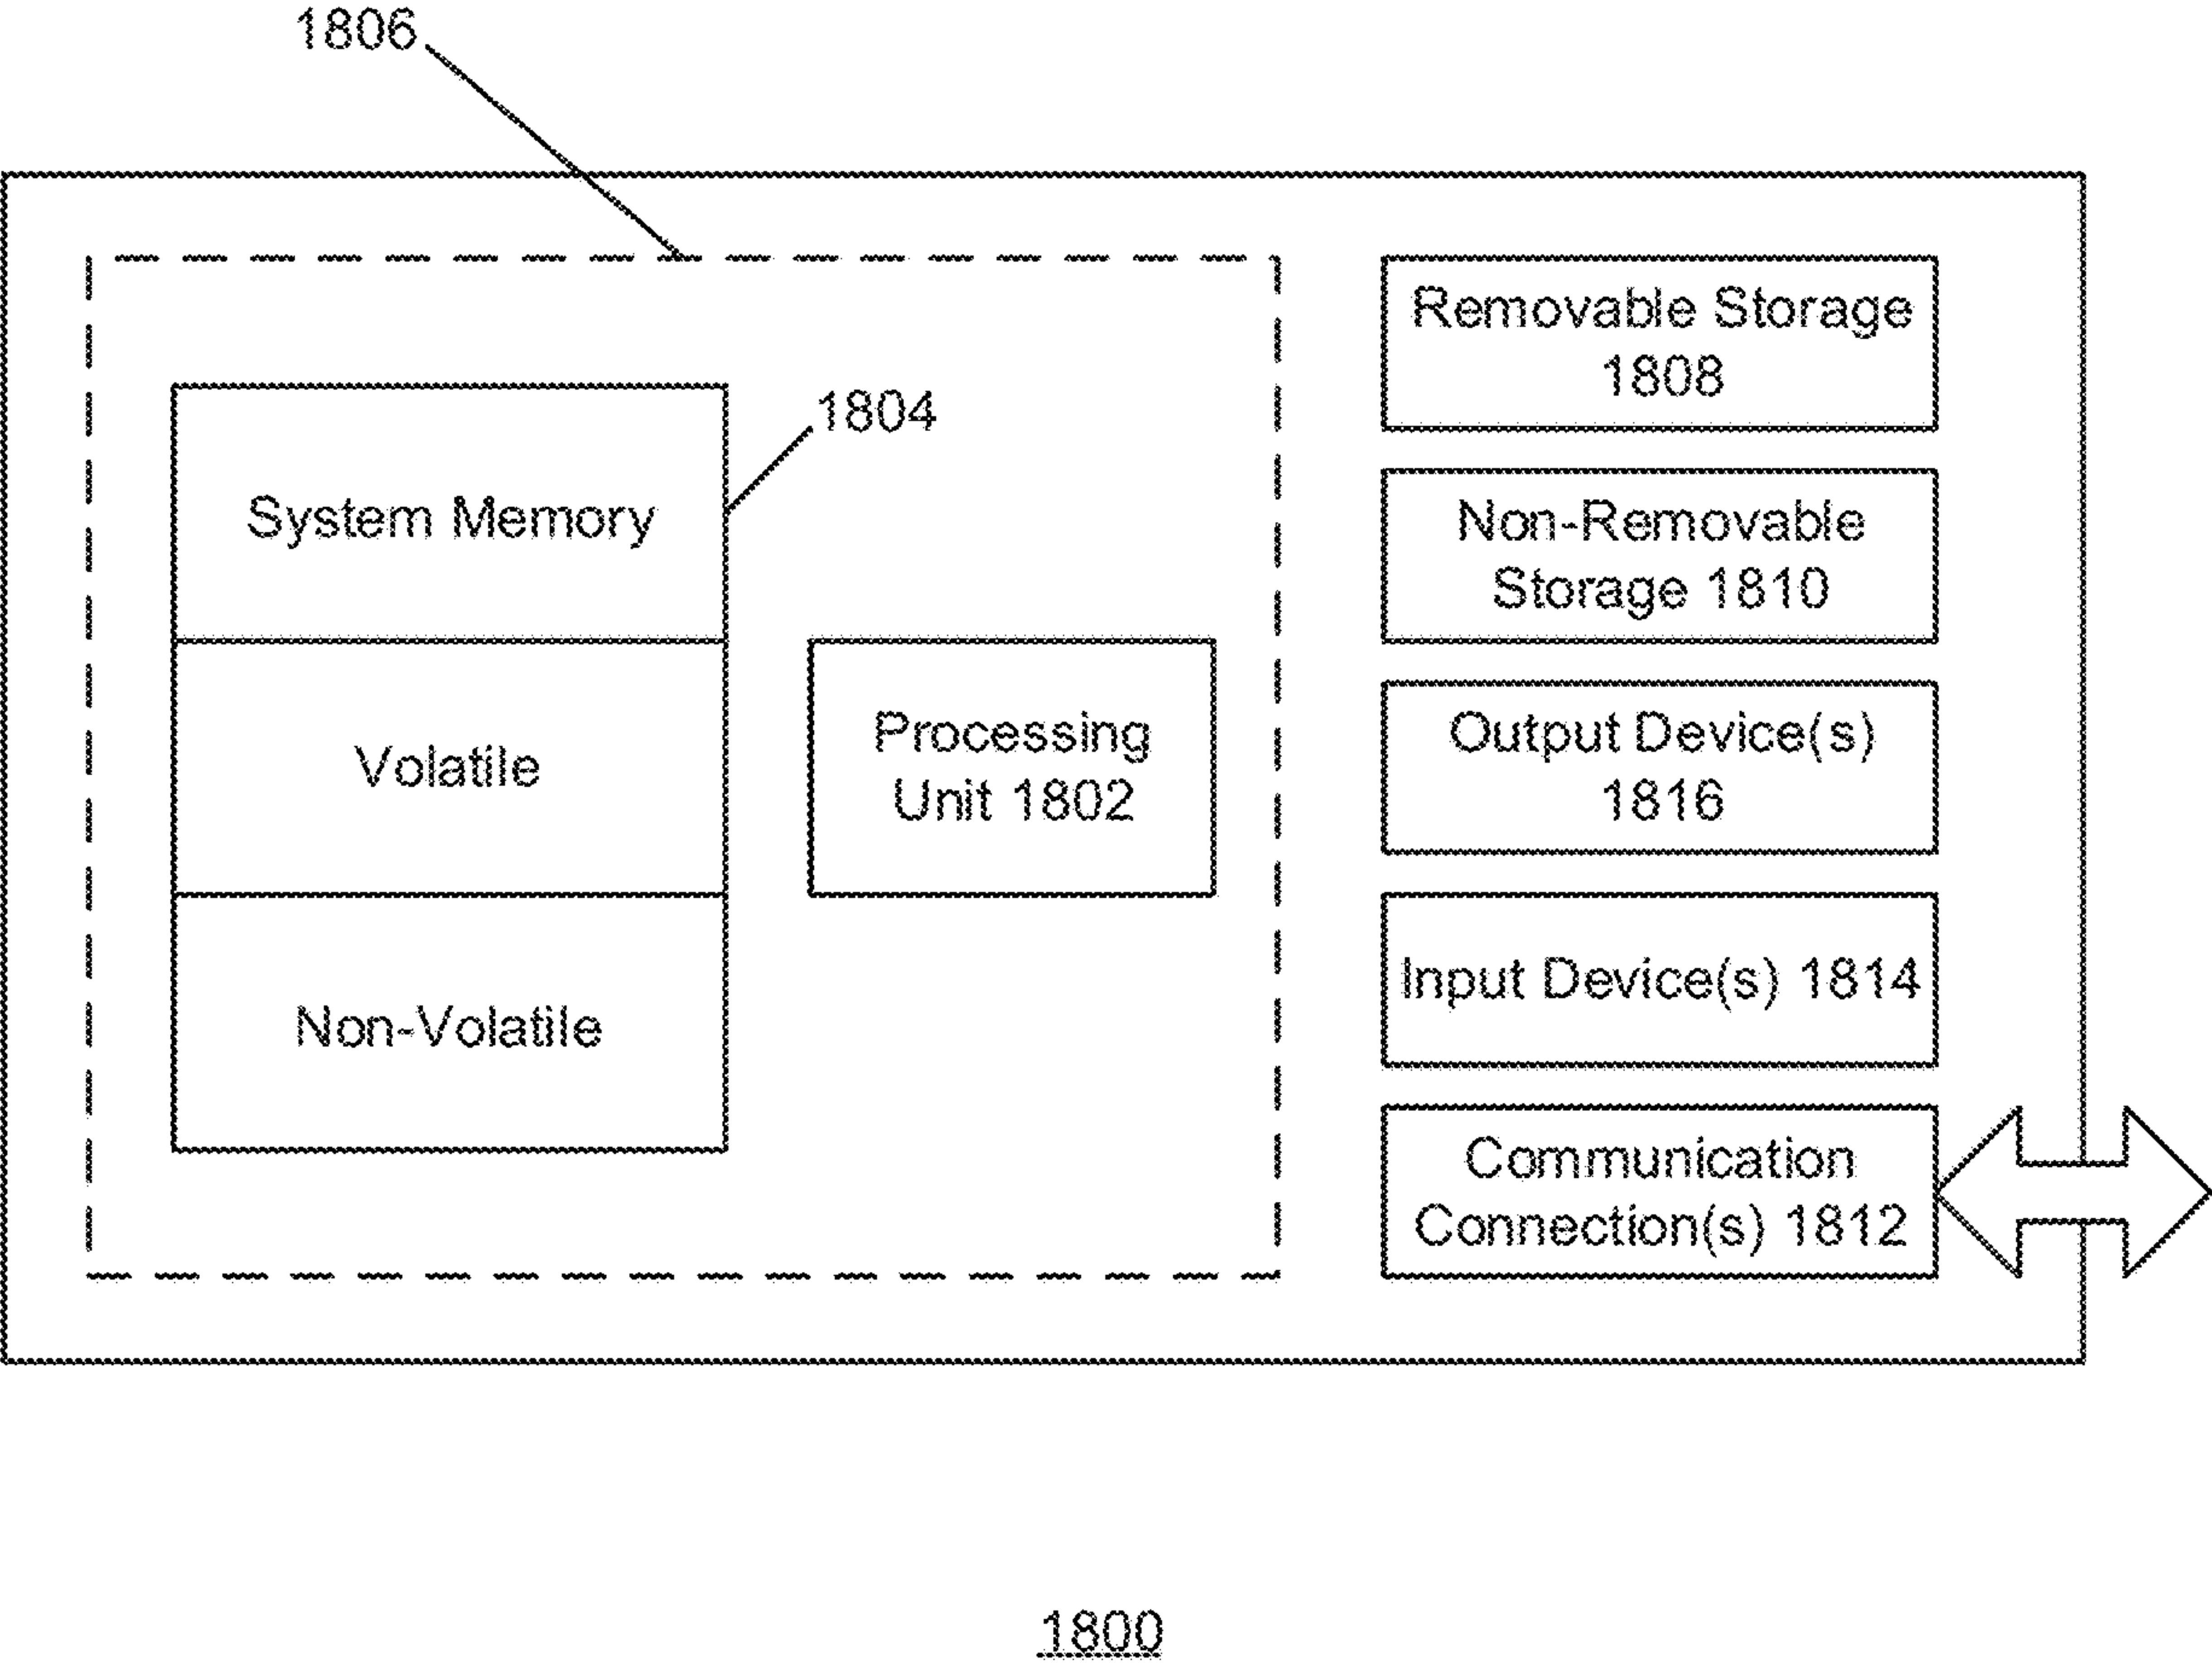 1806
1804
System Memory
Volatile
Non-Volatile
Processing
Unit 1802
Removable Storage
1808
Non-Removable
Storage 1810
Output Device(s)
1816
Input Device(s) 1814
Communication
Connection(s) 1812
1800